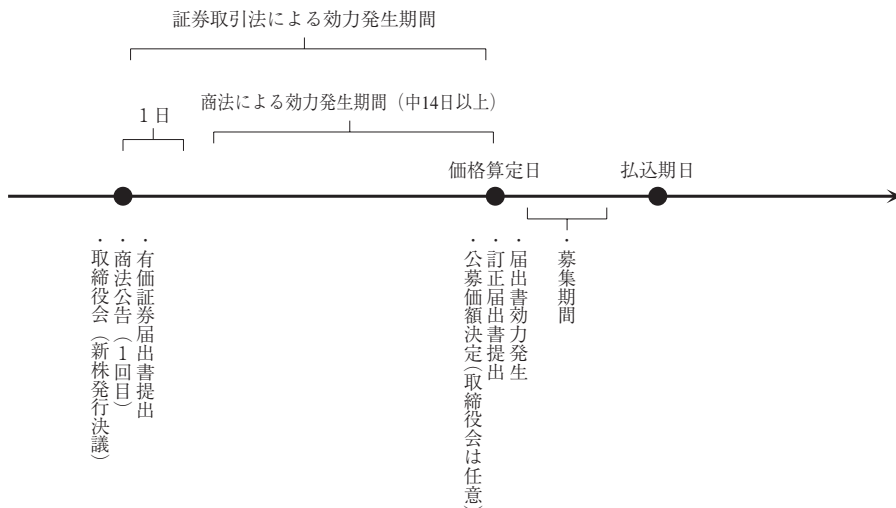 証券取引法による効力発生期間
商法による効力発生期間（中14日以上）
１日
価格算定日
払込期日
・有価証券届出書提出
・商法公告（１回目）
・取締役会（新株発行決議）
・届出書効力発生
・訂正届出書提出
・公募価額決定（取締役会は任意）
・募集期間